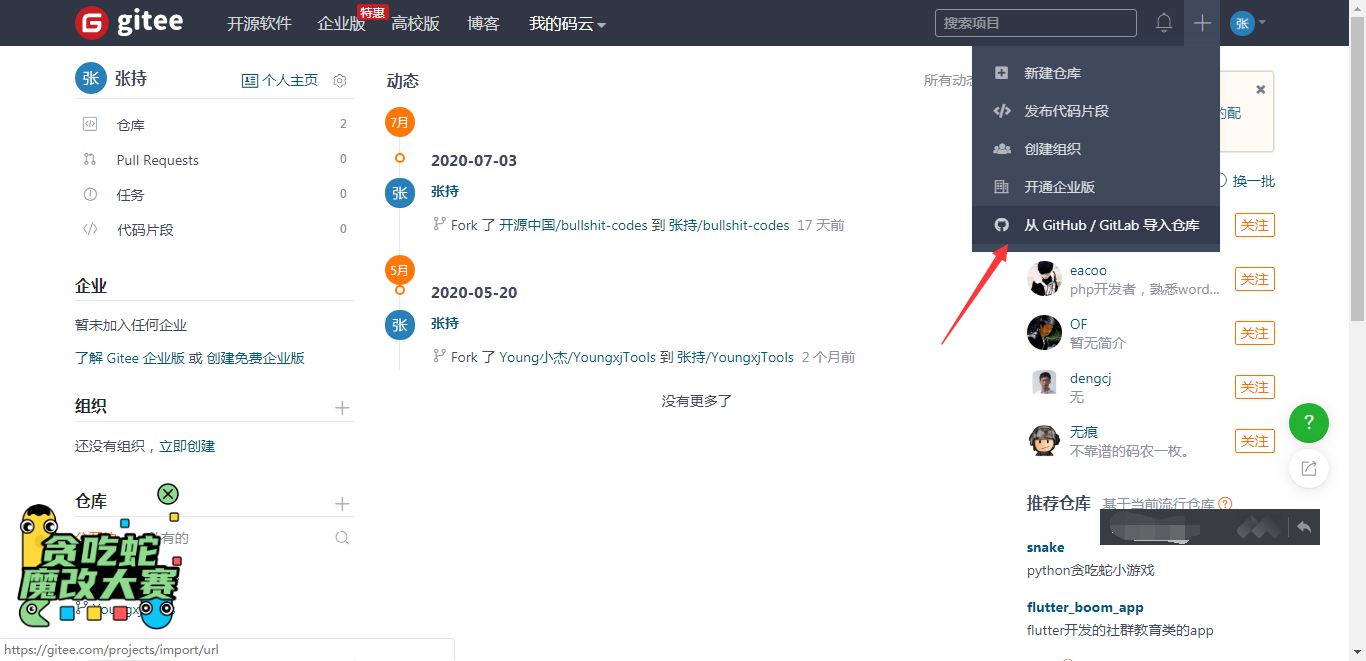 gitee 开源软件 企业版 特惠 高校版 博客 我的码云 搜索项目 张
张 张持 个人主页
仓库 2
Pull Requests 0
任务 0
代码片段 0
企业
暂未加入任何企业
了解 Gitee 企业版 或 创建免费企业版
组织
还没有组织，立即创建
仓库
有的
贪吃蛇
魔改大赛
动态
所有动态
7月
2020-07-03
张 张持
Fork 了 开源中国/bullshit-codes 到 张持/bullshit-codes 17 天前
5月
2020-05-20
张 张持
Fork 了 Young小杰/YoungxjTools 到 张持/YoungxjTools 2 个月前
没有更多了
新建仓库
发布代码片段
创建组织
开通企业版
从 GitHub / GitLab 导入仓库
的配
换一批
关注
eacoo 关注
php开发者，熟悉word...
OF 关注
暂无简介
dengcj 关注
无
无痕 关注
不靠谱的码农一枚。
?
推荐仓库 基于当前流行仓库 ?
snake
python贪吃蛇小游戏
flutter_boom_app
flutter开发的社群教育类的app
https://gitee.com/projects/import/url